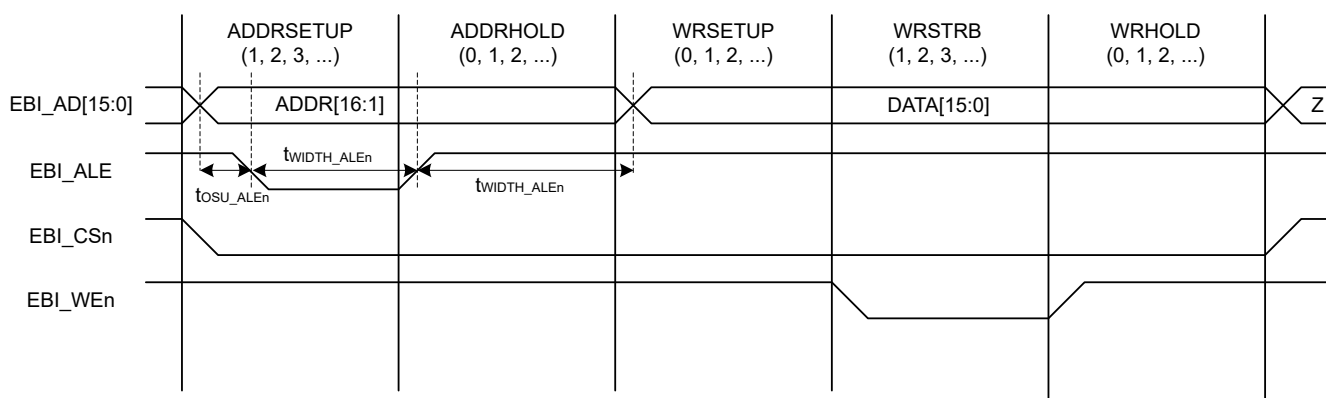 ADDRSETUP
(1, 2, 3, ...)
ADDRHOLD
(0, 1, 2, ...)
WRSETUP
(0, 1, 2, ...)
WRSTRB
(1, 2, 3, ...)
WRHOLD
(0, 1, 2, ...)
EBI_AD[15:0]
ADDR[16:1]
DATA[15:0]
Z
EBI_ALE
tWIDTH_ALEn
tOSU_ALEn
tWIDTH_ALEn
EBI_CSn
EBI_WEn